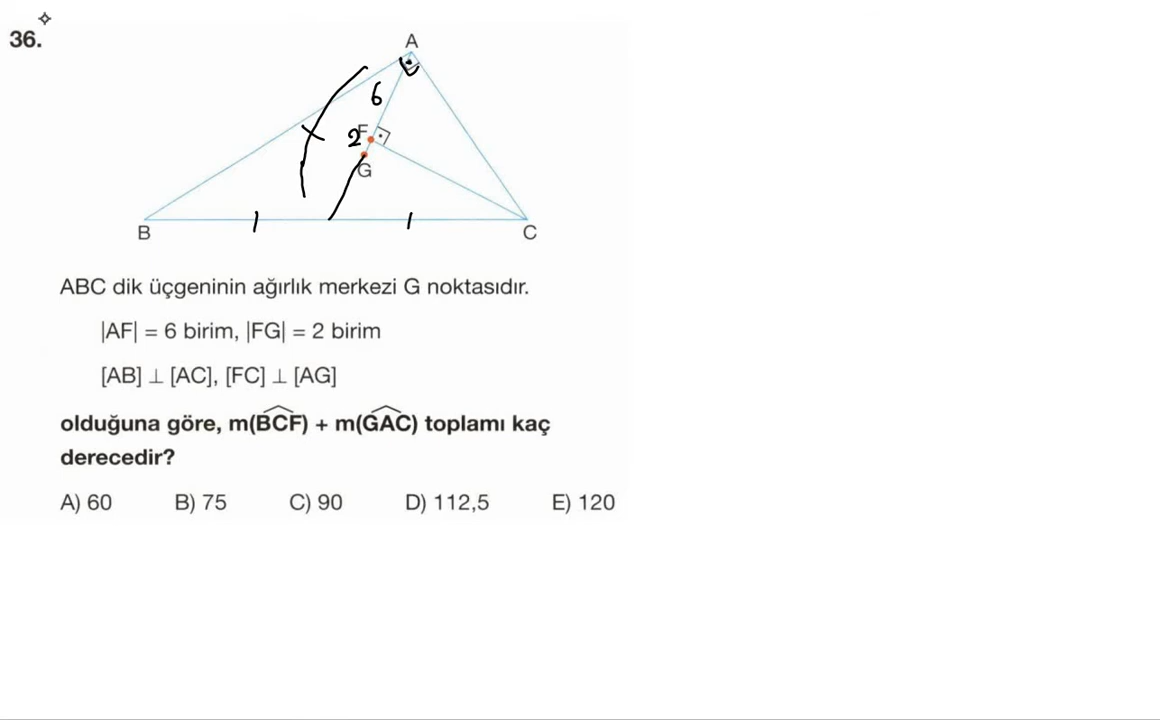 36.
A
6
2 F
G
B
C
ABC dik üçgeninin ağırlık merkezi G noktasıdır.
|AF| = 6 birim, |FG| = 2 birim
[AB] ⊥ [AC], [FC] ⊥ [AG]
olduğuna göre, m(BCF) + m(GAC) toplamı kaç
derecedir?
A) 60 B) 75 C) 90 D) 112,5 E) 120